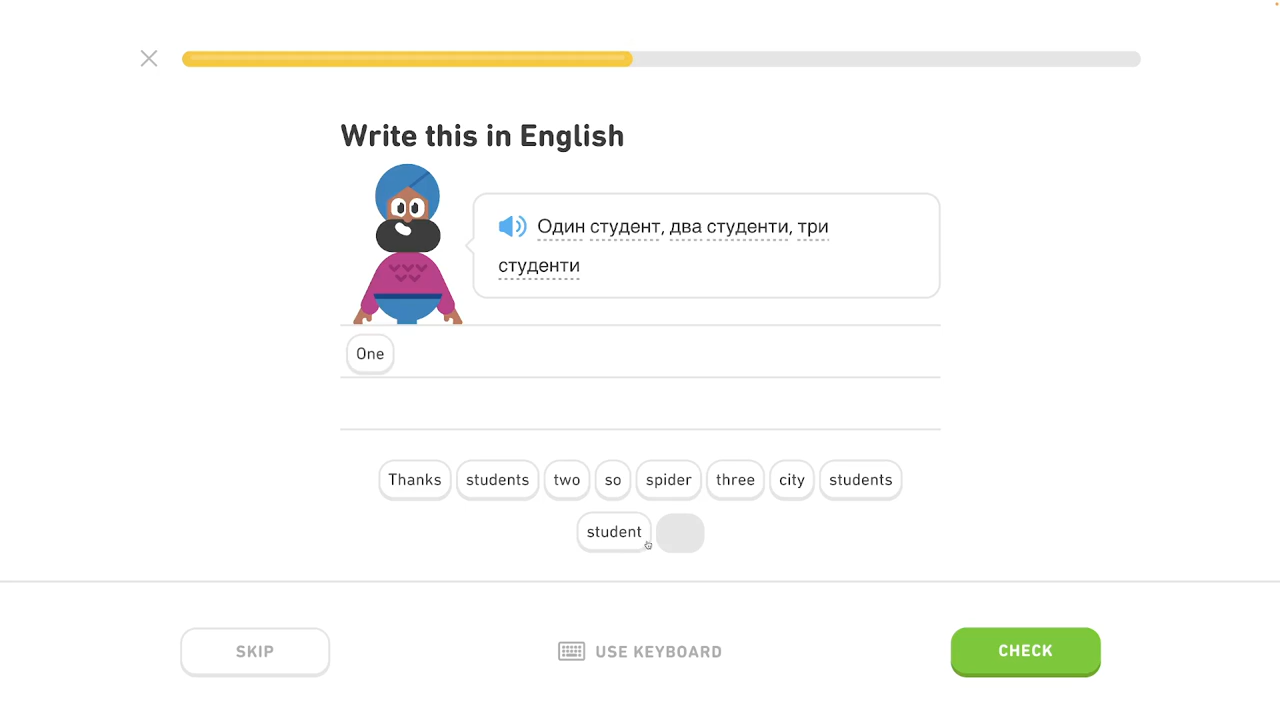 Write this in English
Один студент, два студенти, три
студенти
One
Thanks students two so spider three city students
student
SKIP
USE KEYBOARD
CHECK